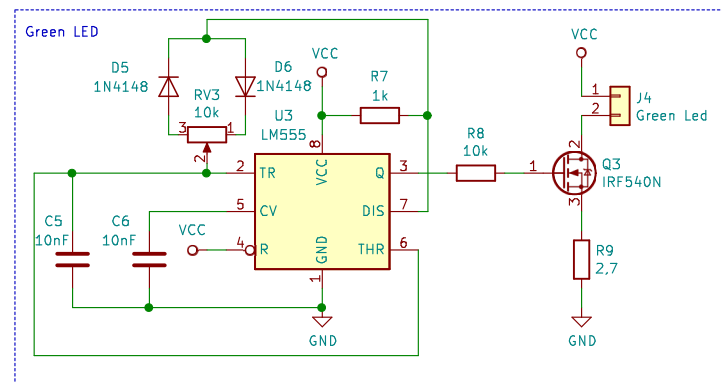 Green LED
D5
1N4148
D6
1N4148
RV3
10k
3
1
2
VCC
R7
1k
U3
LM555
8
VCC
2
TR
Q
3
5
CV
DIS
7
VCC
4
R
GND
THR
6
1
C5
10nF
C6
10nF
GND
R8
10k
VCC
1
2
J4
Green Led
2
1
Q3
IRF540N
3
R9
2,7
GND